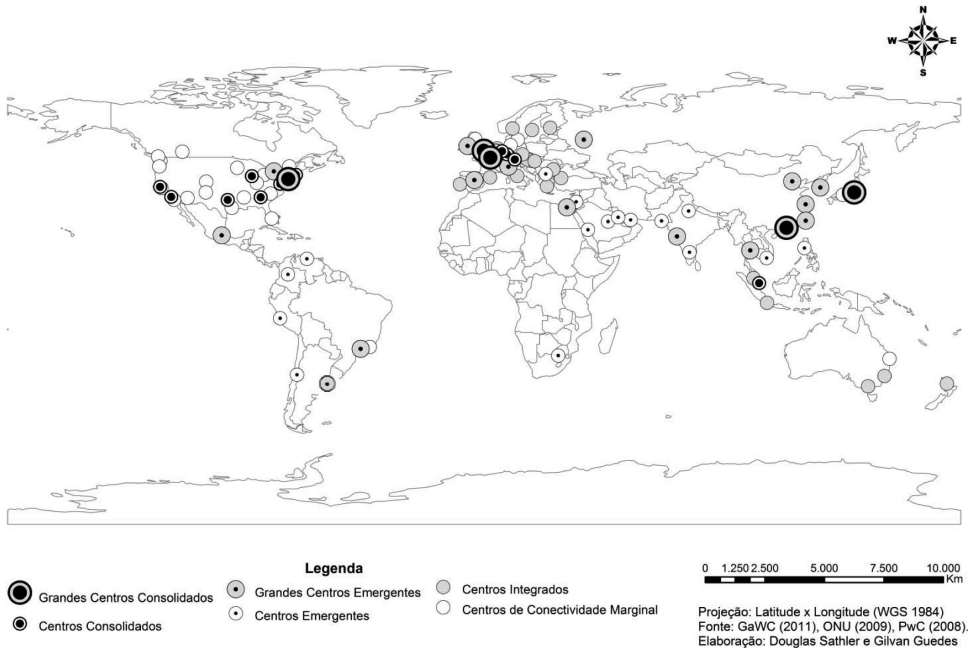 N
W E
S
Legenda
Grandes Centros Consolidados
Centros Consolidados
Grandes Centros Emergentes
Centros Emergentes
Centros Integrados
Centros de Conectividade Marginal
0 1.250 2.500 5.000 7.500 10.000
Km
Projeção: Latitude x Longitude (WGS 1984)
Fonte: GaWC (2011), ONU (2009), PwC (2008).
Elaboração: Douglas Sathler e Gilvan Guedes